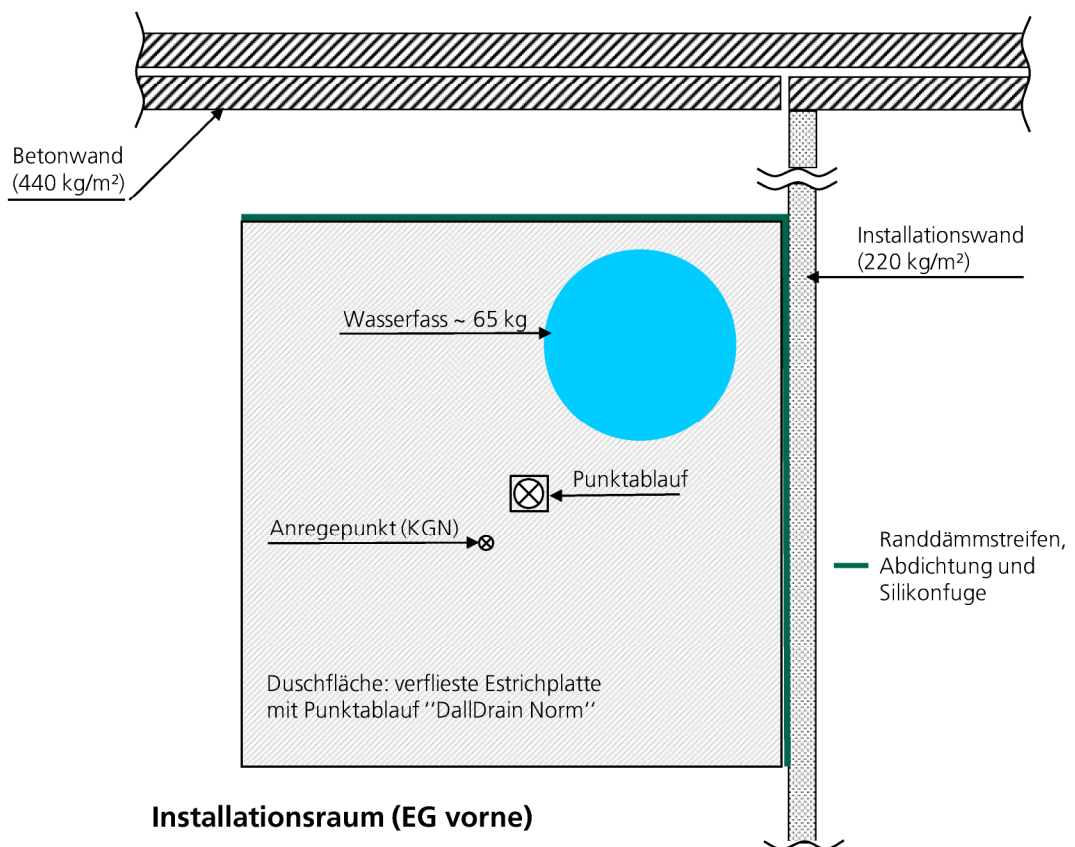 Betonwand
(440 kg/m²)
Installationswand
(220 kg/m²)
Wasserfass ~ 65 kg
Punktablauf
Anregepunkt (KGN)
Randdämmstreifen,
Abdichtung und
Silikonfuge
Duschfläche: verflieste Estrichplatte
mit Punktablauf ''DallDrain Norm''
Installationsraum (EG vorne)